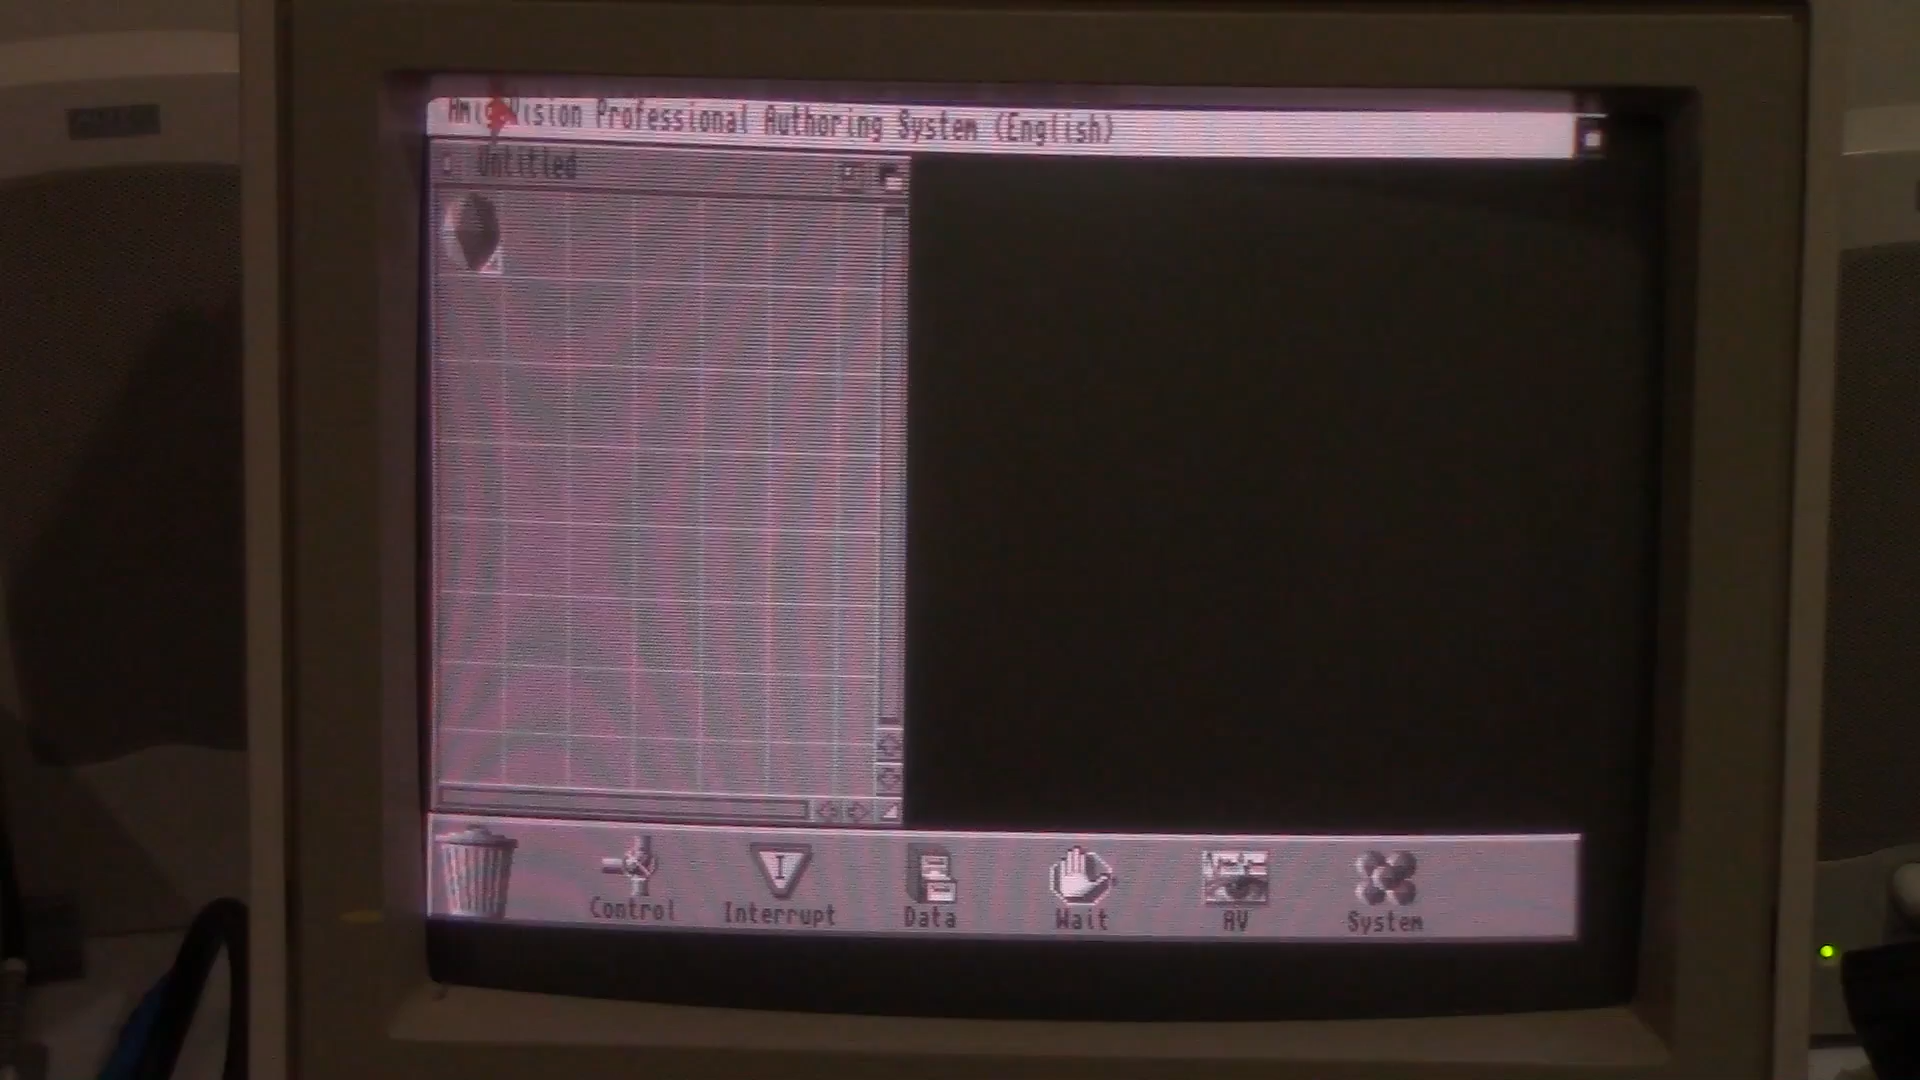 AmigaVision Professional Authoring System (English)
Untitled
Control Interrupt Data Wait AV System